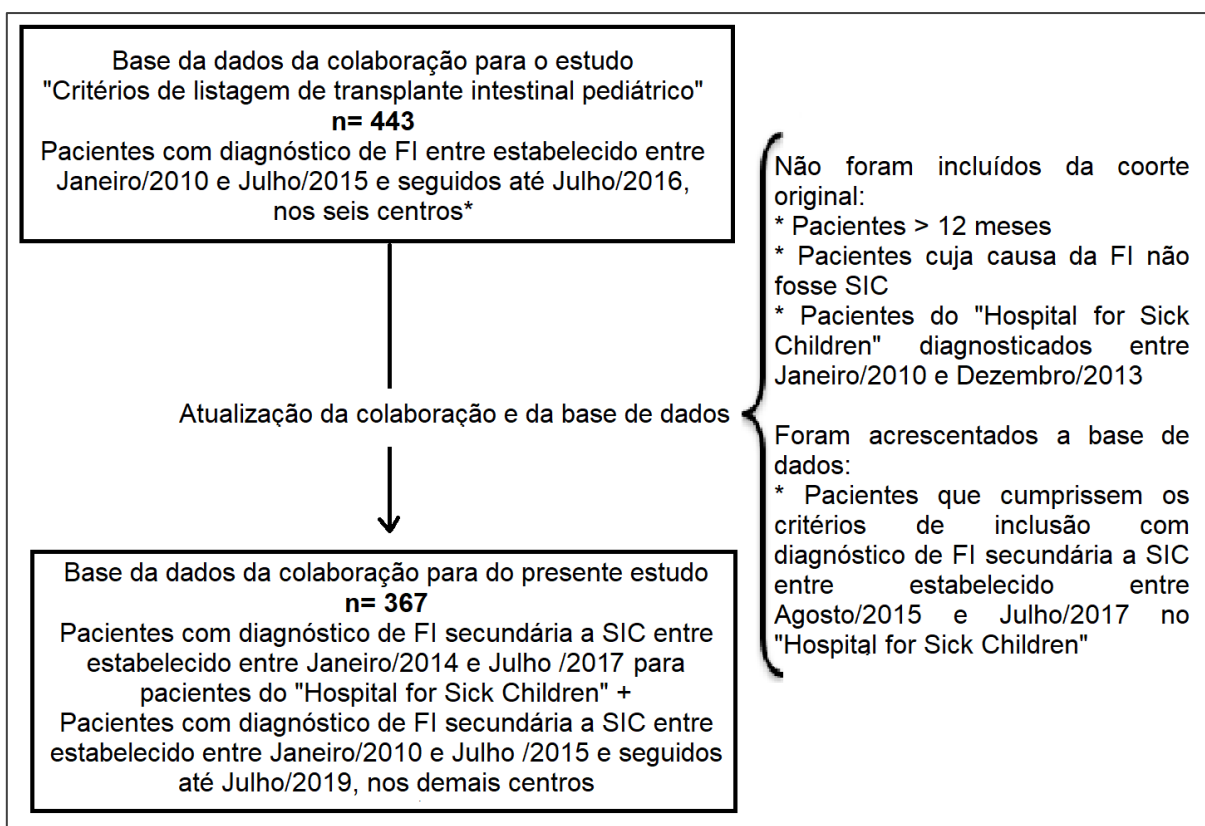 Base da dados da colaboração para o estudo
"Critérios de listagem de transplante intestinal pediátrico"
n= 443
Pacientes com diagnóstico de FI entre estabelecido entre
Janeiro/2010 e Julho/2015 e seguidos até Julho/2016,
nos seis centros*
Não foram incluídos da coorte
original:
* Pacientes > 12 meses
* Pacientes cuja causa da FI não
fosse SIC
* Pacientes do "Hospital for Sick
Children" diagnosticados entre
Janeiro/2010 e Dezembro/2013
Atualização da colaboração e da base de dados
Foram acrescentados a base de
dados:
* Pacientes que cumprissem os
critérios de inclusão com
diagnóstico de FI secundária a SIC
entre estabelecido entre
Agosto/2015 e Julho/2017 no
"Hospital for Sick Children"
Base da dados da colaboração para do presente estudo
n= 367
Pacientes com diagnóstico de FI secundária a SIC entre
estabelecido entre Janeiro/2014 e Julho /2017 para
pacientes do "Hospital for Sick Children" +
Pacientes com diagnóstico de FI secundária a SIC entre
estabelecido entre Janeiro/2010 e Julho /2015 e seguidos
até Julho/2019, nos demais centros